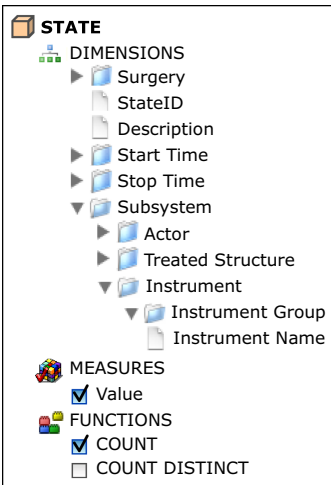 STATE
DIMENSIONS
Surgery
StateID
Description
Start Time
Stop Time
Subsystem
Actor
Treated Structure
Instrument
Instrument Group
Instrument Name
MEASURES
Value
FUNCTIONS
COUNT
COUNT DISTINCT